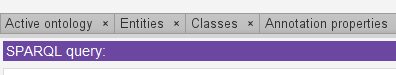 Active ontology × Entities × Classes × Annotation properties
SPARQL query: